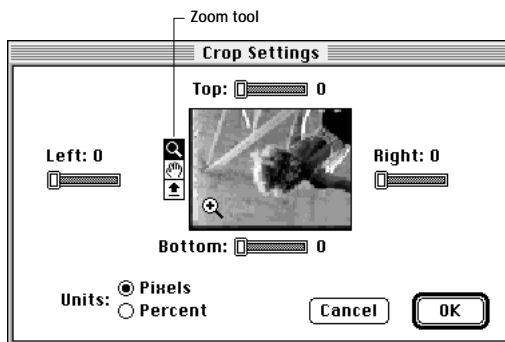 Zoom tool
Crop Settings
Top: 0
Left: 0
Right: 0
Bottom: 0
Units: Pixels
Percent
Cancel
OK